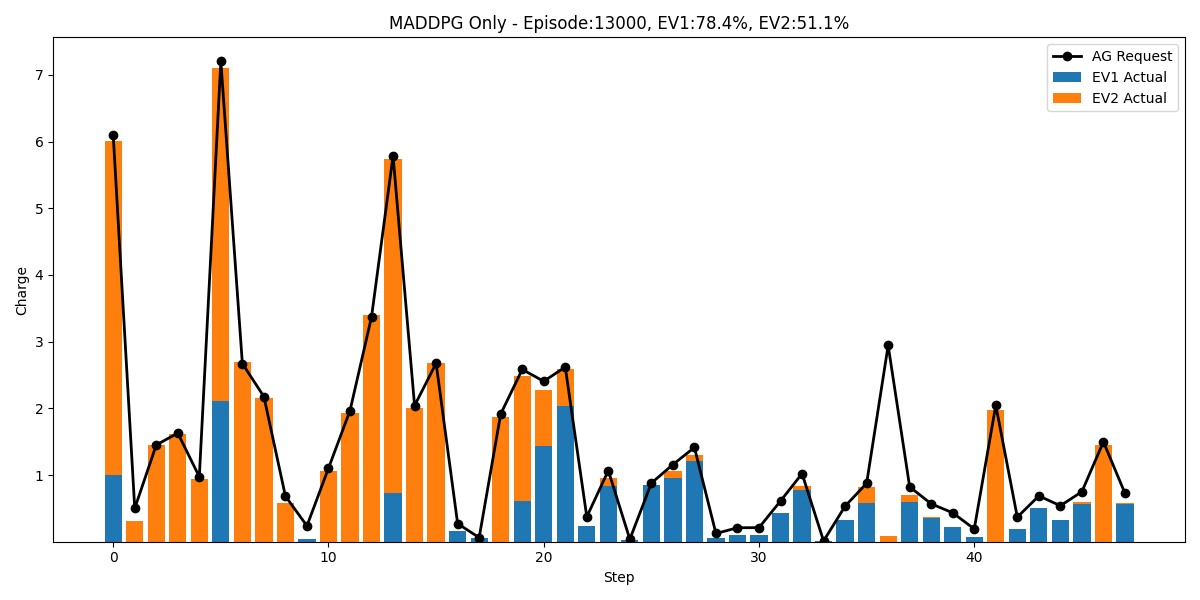 MADDPG Only - Episode:13000, EV1:78.4%, EV2:51.1%
AG Request
EV1 Actual
EV2 Actual
Charge
7
6
5
4
3
2
1
0
10
20
30
40
Step